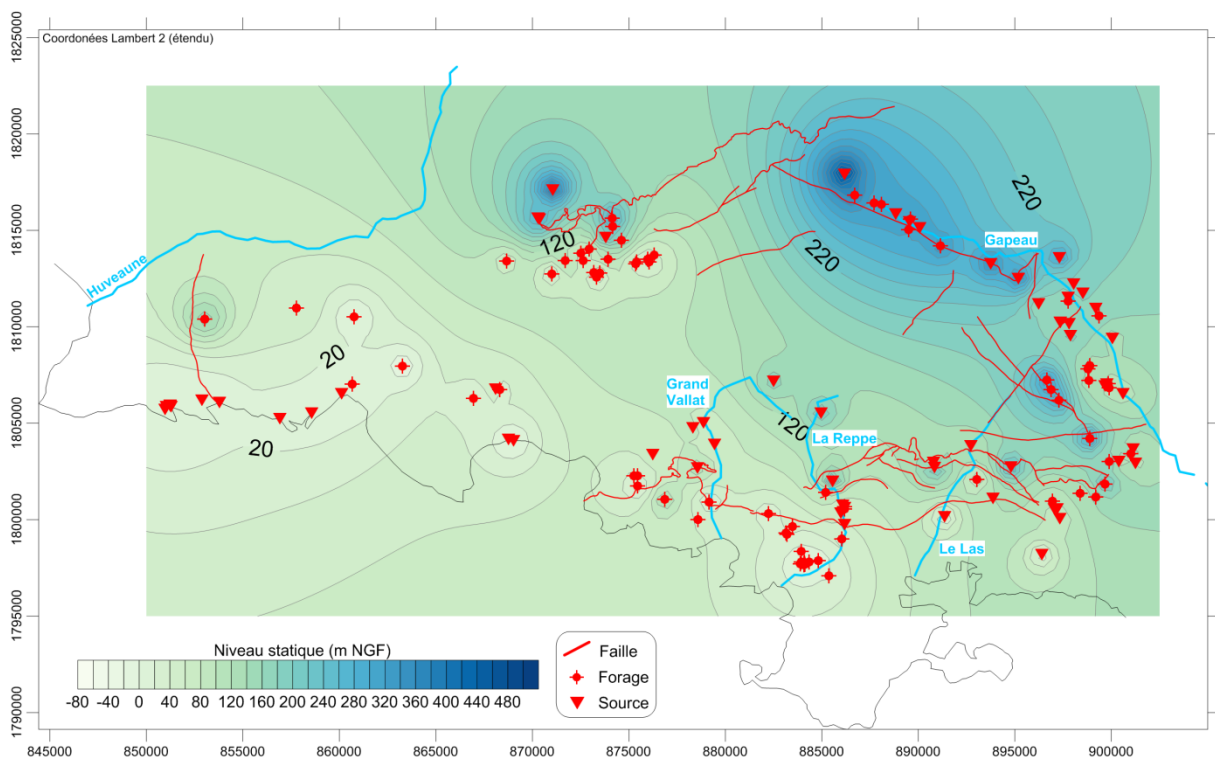 Coordonées Lambert 2 (étendu)
1825000
1820000
1815000
1810000
1805000
1800000
1795000
1790000
220
Gapeau
120
220
Huveaune
20
Grand
Vallat
120
La Reppe
20
Le Las
Niveau statique (m NGF)
-80 -40 0 40 80 120 160 200 240 280 320 360 400 440 480
Faille
Forage
Source
845000 850000 855000 860000 865000 870000 875000 880000 885000 890000 895000 900000